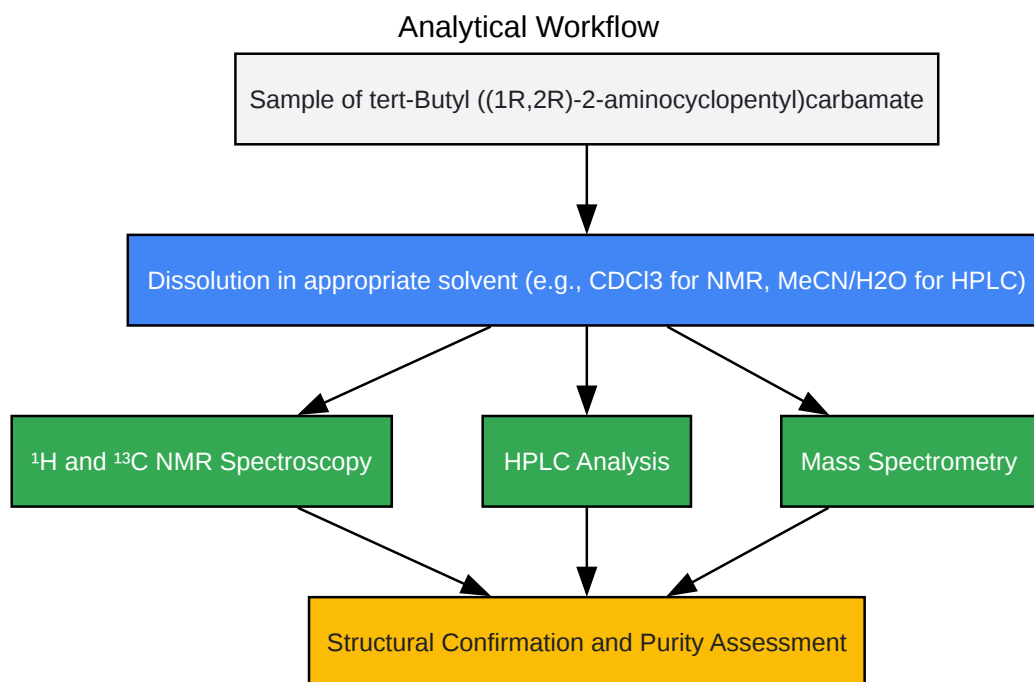 Analytical Workflow
Sample of tert-Butyl ((1R,2R)-2-aminocyclopentyl)carbamate
Dissolution in appropriate solvent (e.g., CDCl3 for NMR, MeCN/H2O for HPLC)
¹H and ¹³C NMR Spectroscopy
HPLC Analysis
Mass Spectrometry
Structural Confirmation and Purity Assessment